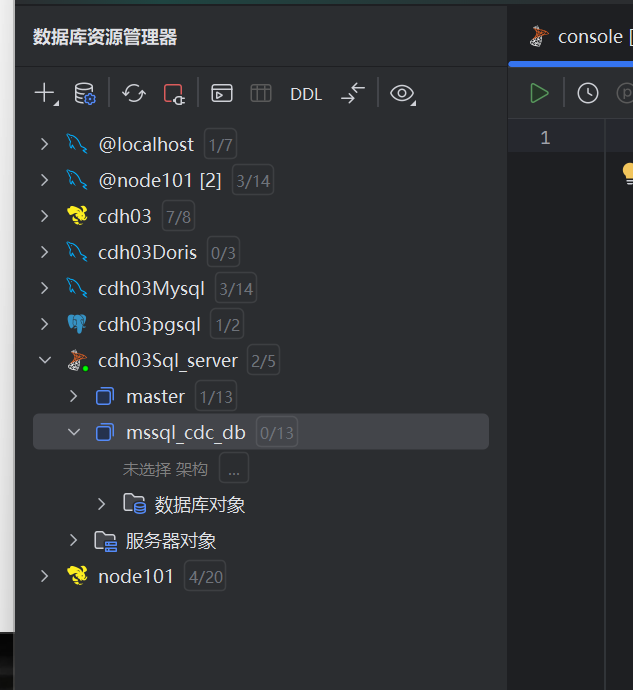 数据库资源管理器
console [
DDL
1
@localhost 1/7
@node101 [2] 3/14
cdh03 7/8
cdh03Doris 0/3
cdh03Mysql 3/14
cdh03pgsql 1/2
cdh03Sql_server 2/5
master 1/13
mssql_cdc_db 0/13
未选择 架构 ...
数据库对象
服务器对象
node101 4/20